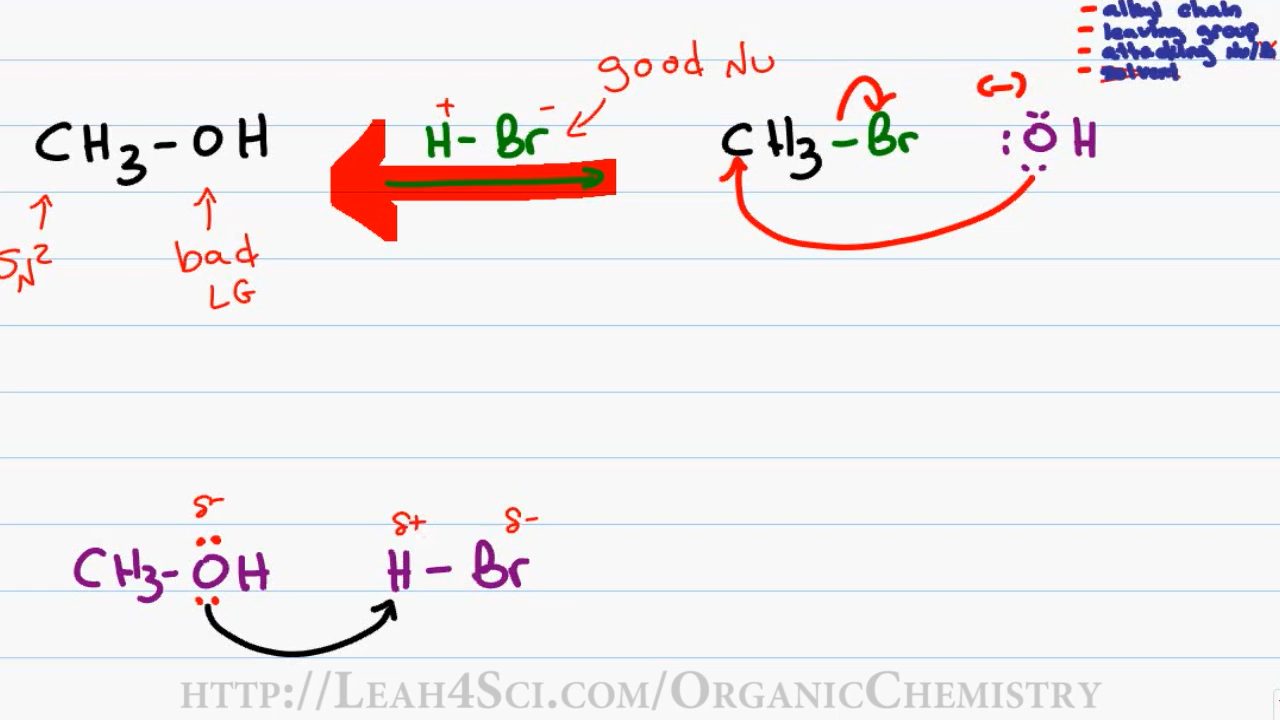 - alkyl chain
- leaving group
- attacking Nu/
- solvent
good Nu
CH3-OH
H+-Br-
CH3-Br
(-)
:ÖH
SN2
bad
LG
δ-
δ+ δ-
CH3-ÖH H-Br
HTTP://LEAH4SCI.COM/ORGANICCHEMISTRY